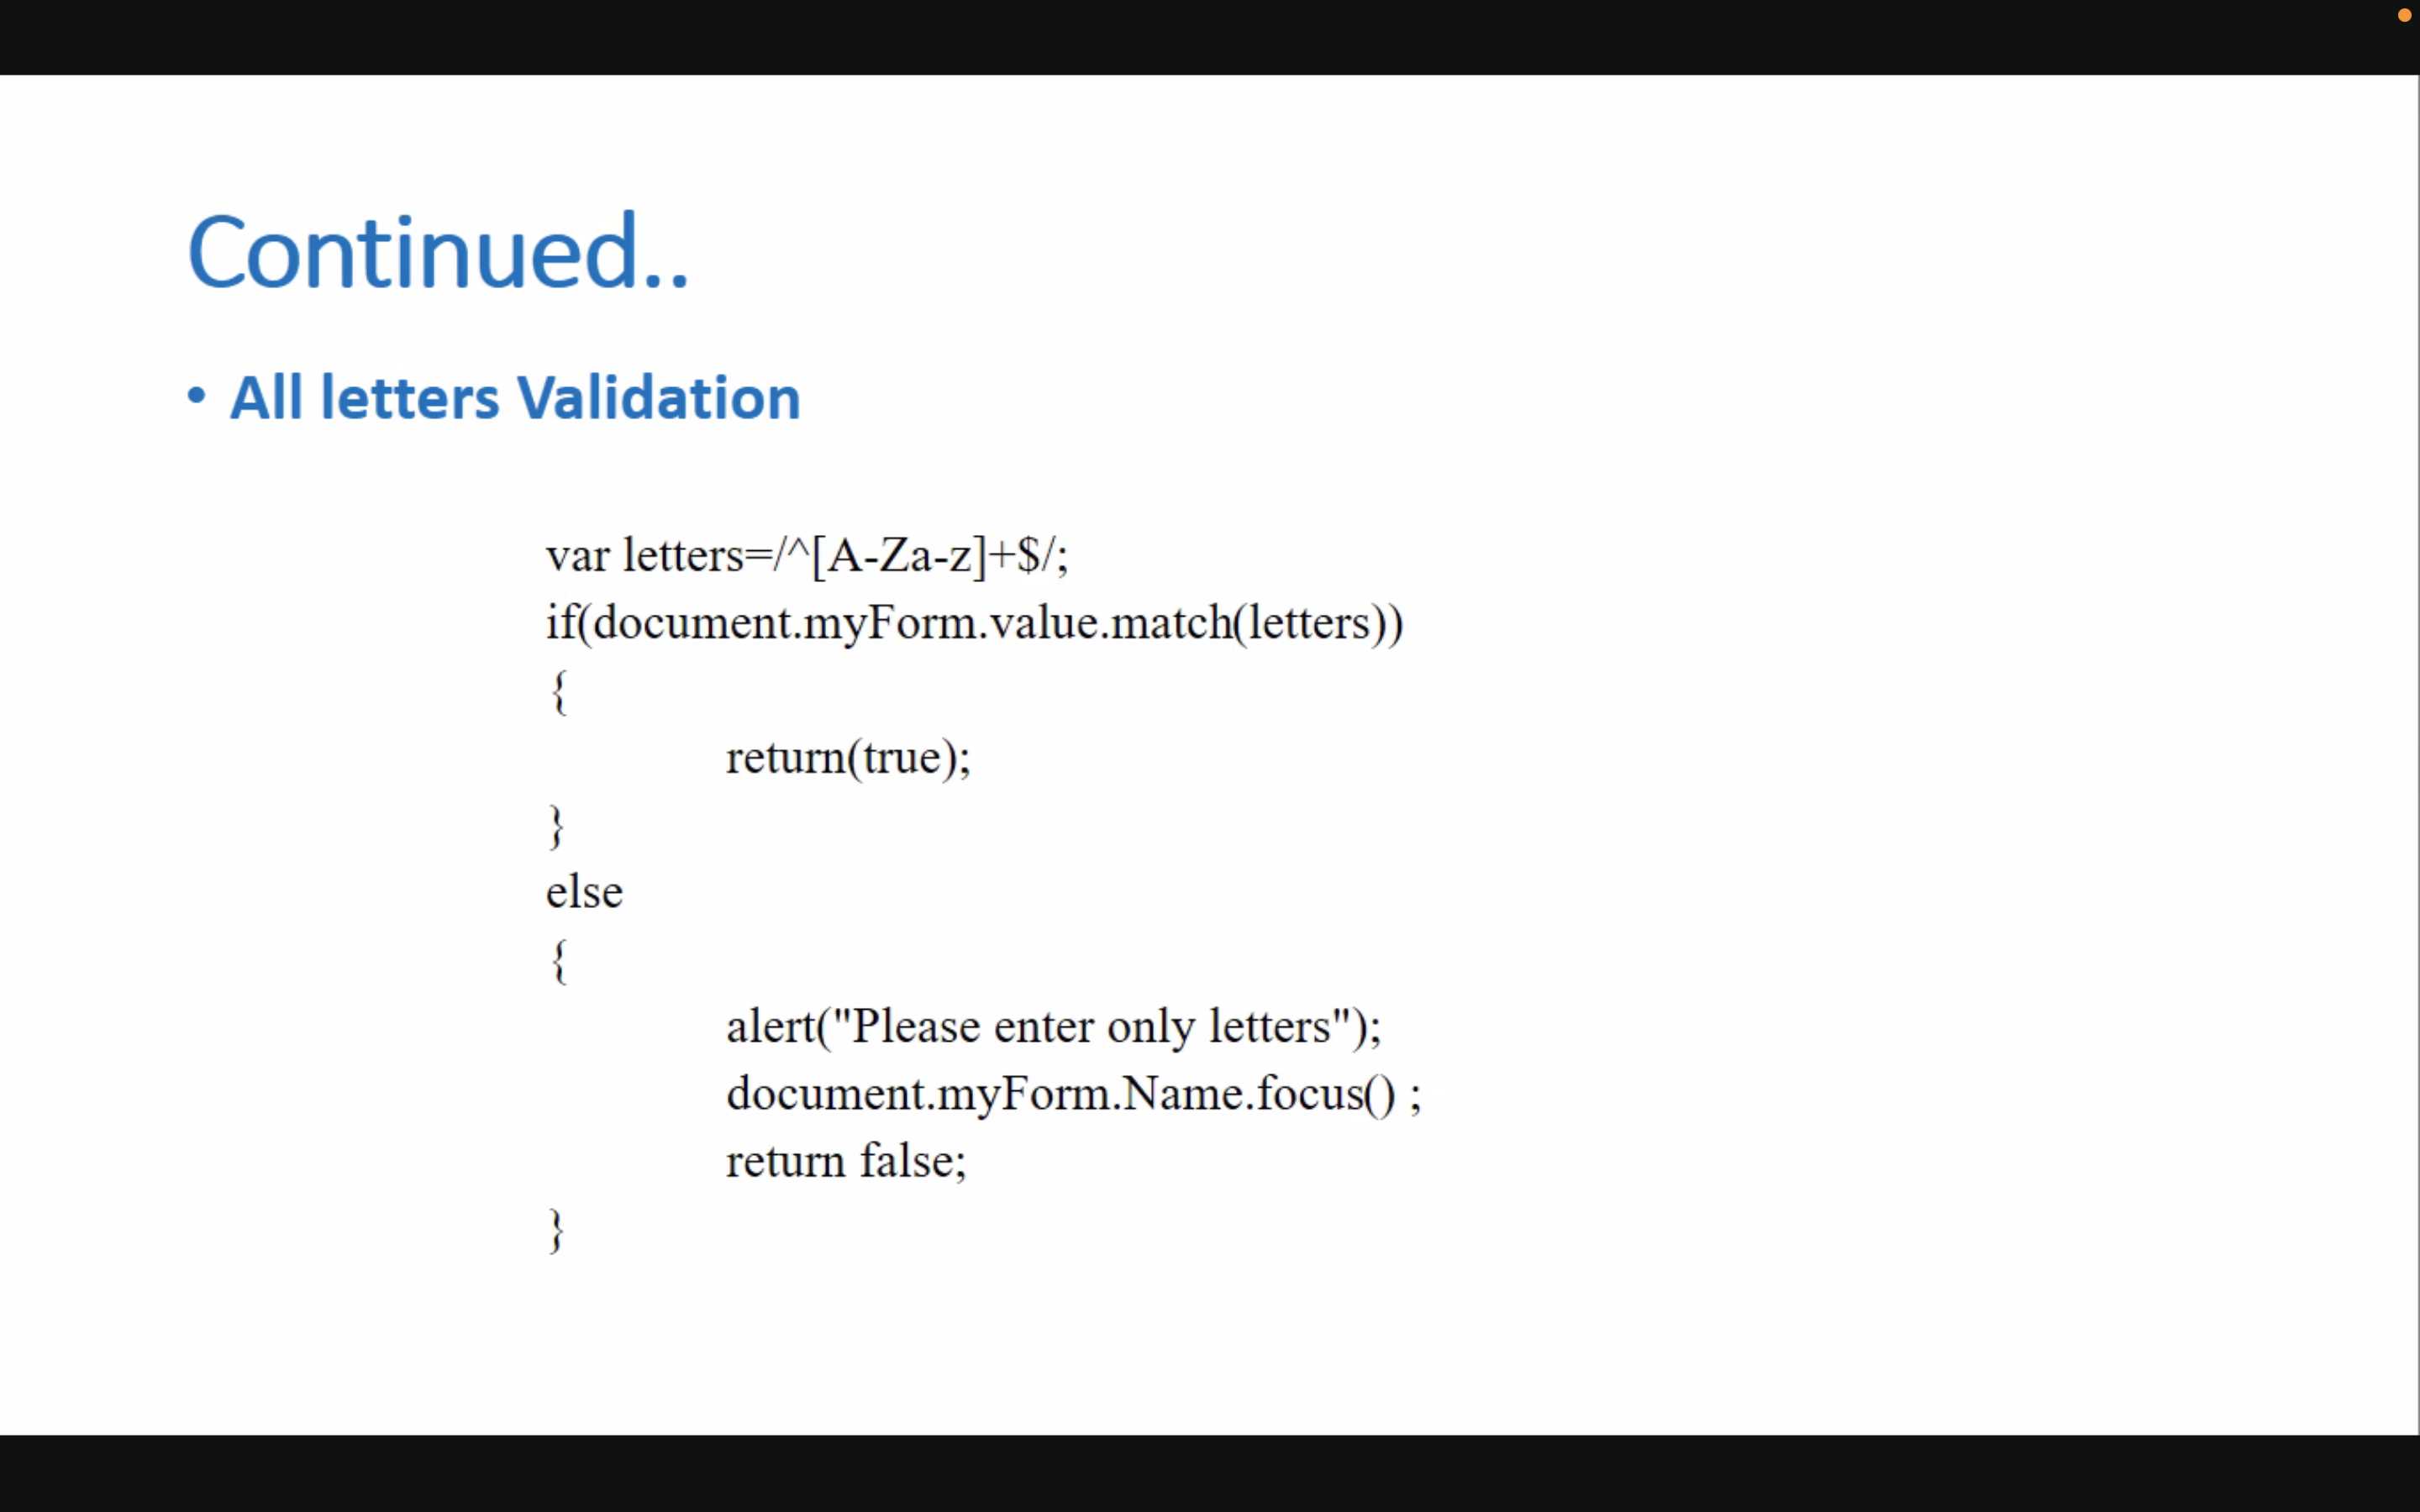 Continued..
• All letters Validation
var letters=/^[A-Za-z]+$/;
if(document.myForm.value.match(letters))
{
return(true);
}
else
{
alert("Please enter only letters");
document.myForm.Name.focus() ;
return false;
}